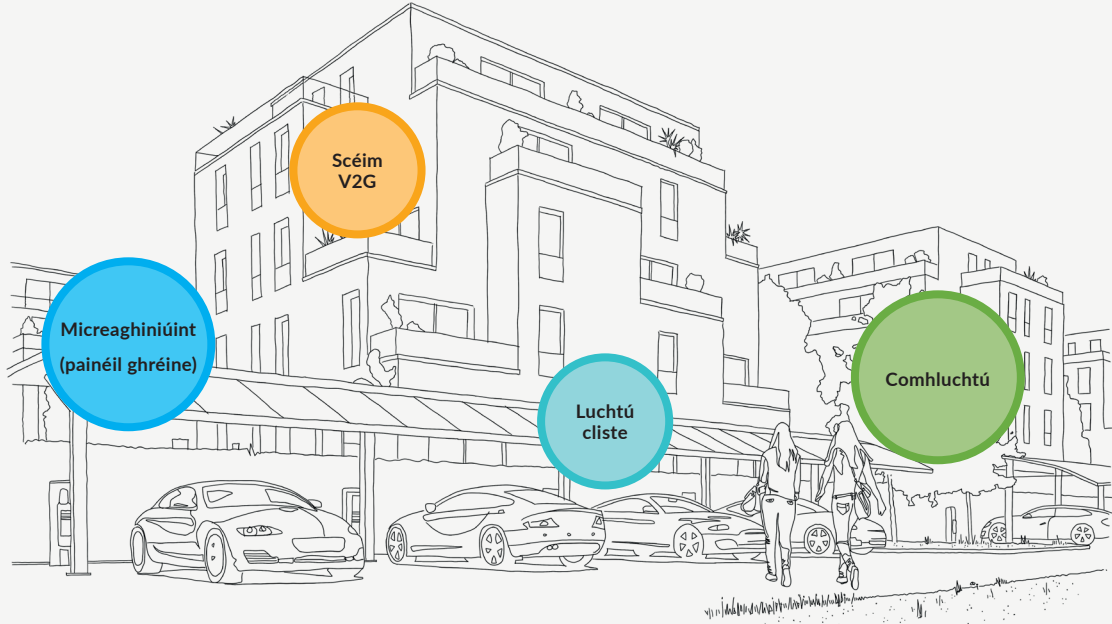 Scéim
V2G
Micreaghiniúint
(painéil ghréine)
Luchtú
cliste
Comhluchtú